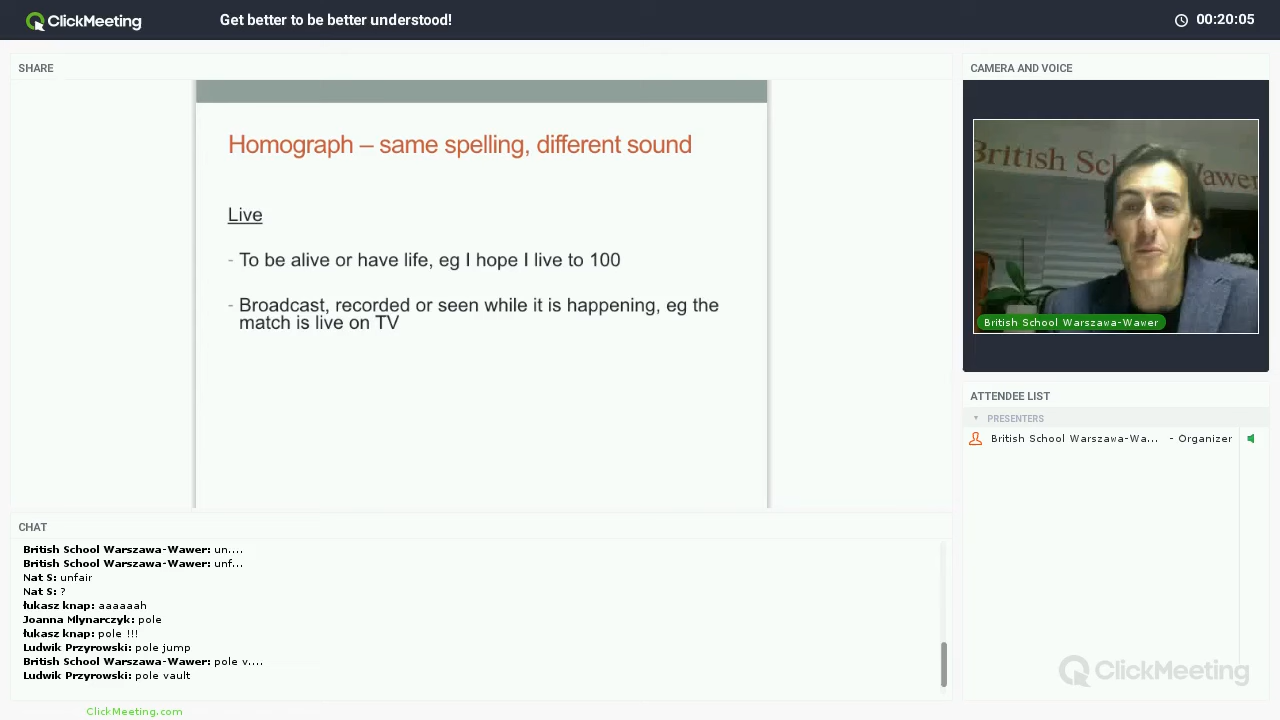 ClickMeeting
Get better to be better understood!
00:20:05
SHARE
Homograph – same spelling, different sound
Live
- To be alive or have life, eg I hope I live to 100
- Broadcast, recorded or seen while it is happening, eg the
match is live on TV
CAMERA AND VOICE
British School Wawer
British School Warszawa-Wawer
ATTENDEE LIST
PRESENTERS
British School Warszawa-Wa... - Organizer
CHAT
British School Warszawa-Wawer: un....
British School Warszawa-Wawer: unf...
Nat S: unfair
Nat S: ?
łukasz knap: aaaaaah
Joanna Młynarczyk: pole
łukasz knap: pole !!!
Ludwik Przyrowski: pole jump
British School Warszawa-Wawer: pole v....
Ludwik Przyrowski: pole vault
ClickMeeting
ClickMeeting.com